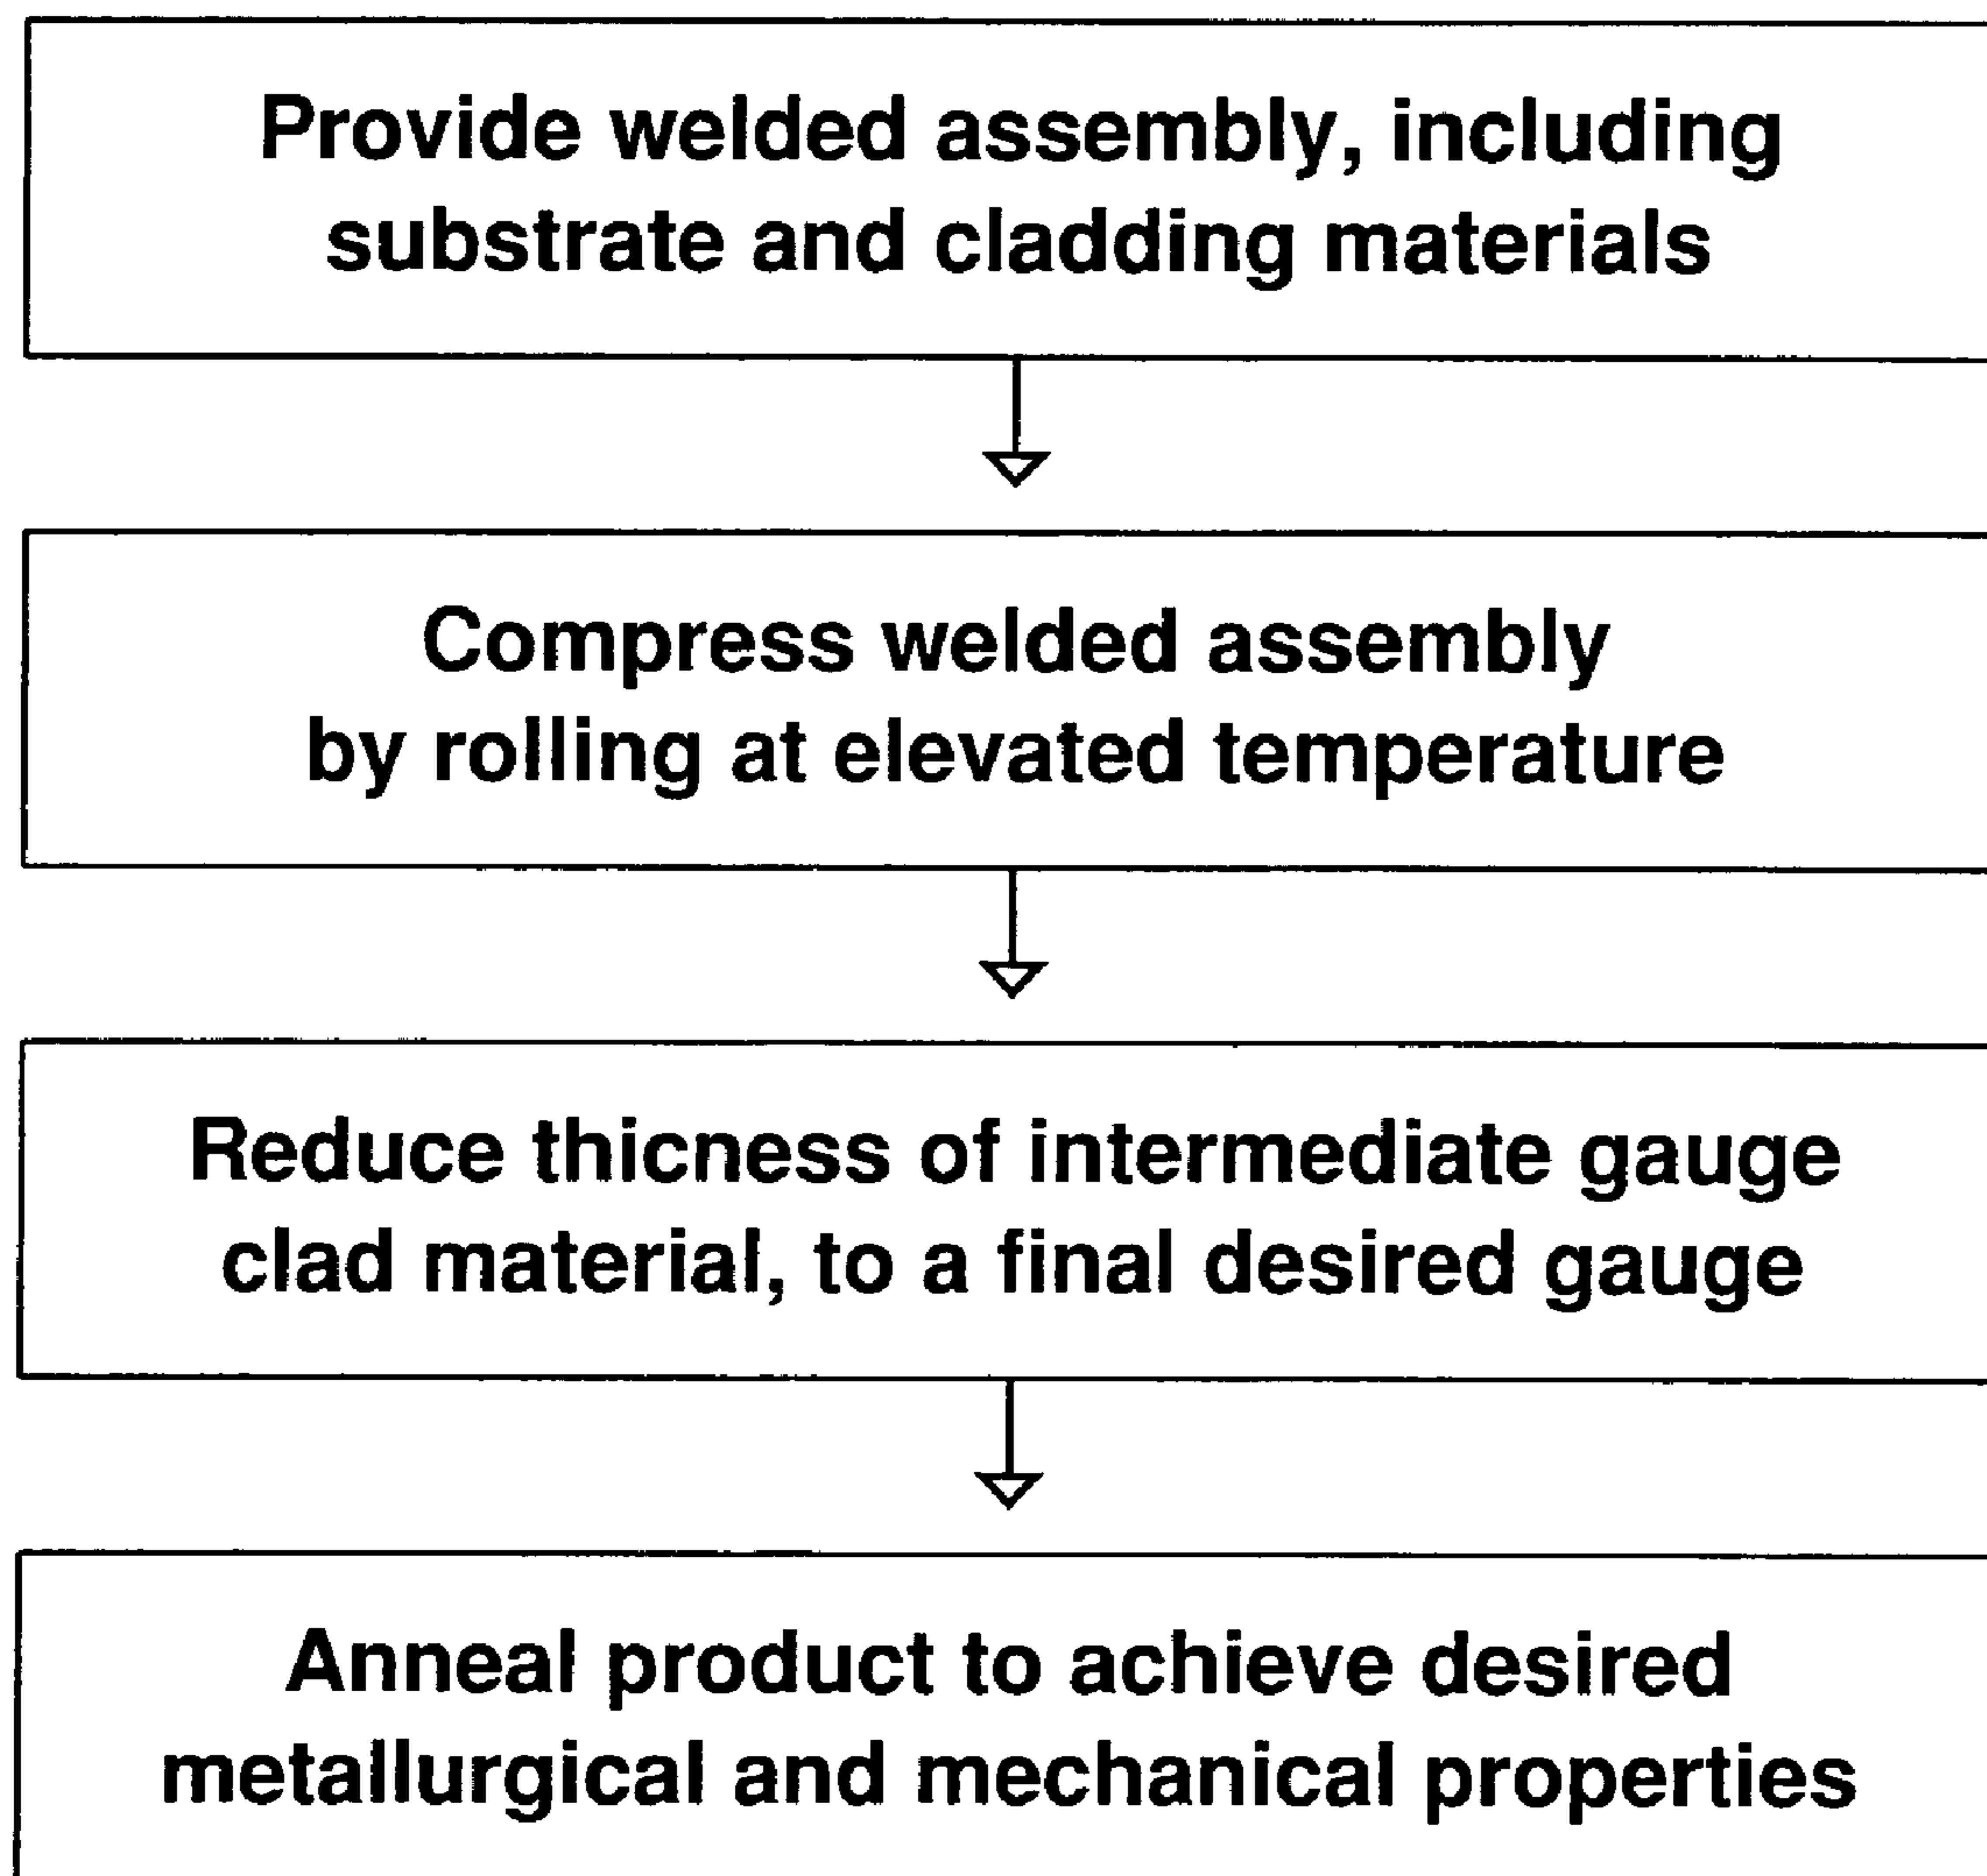 Provide welded assembly, including
substrate and cladding materials
Compress welded assembly
by rolling at elevated temperature
Reduce thicness of intermediate gauge
clad material, to a final desired gauge
Anneal product to achieve desired
metallurgical and mechanical properties